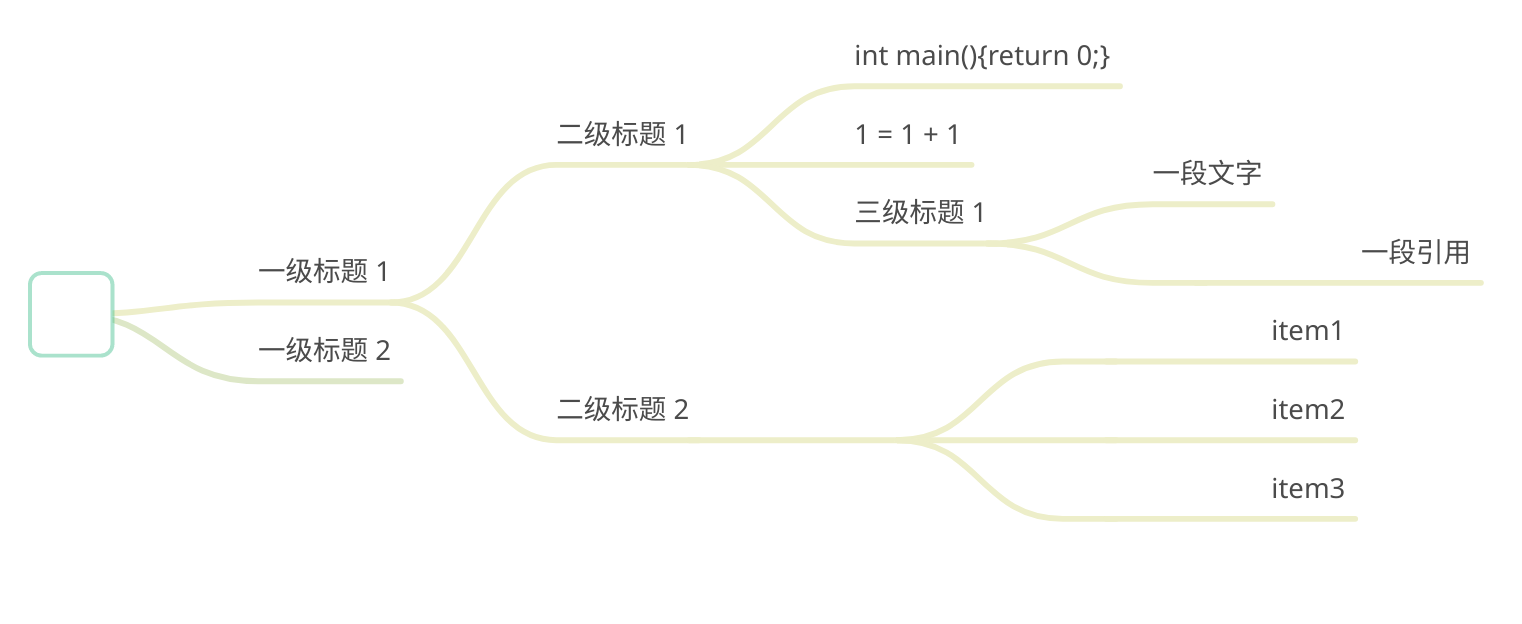 int main(){return 0;}
二级标题 1
1 = 1 + 1
一段文字
三级标题 1
一段引用
一级标题 1
item1
一级标题 2
二级标题 2
item2
item3